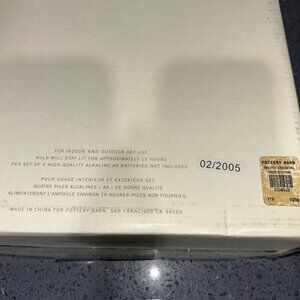 FOR INDOOR AND OUTDOOR DRY USE.
BULB WILL STAY LIT FOR APPROXIMATELY 15 HOURS
PER SET OF 4 HIGH-QUALITY ALKALINE AA BATTERIES-NOT INCLUDED.
02/2005
POUR USAGE INTERIEUR ET EXTERIEUR SEC.
QUATRE PILES ALCALINES • AA • DE BONNE QUALITÉ
ALIMENTERONT L'AMPOULE ENVIRON 15 HEURES-PILES NON FOURNIES.
MADE IN CHINA FOR POTTERY BARN, SAN FRANCISCO CA 94109
POTTERY BARN